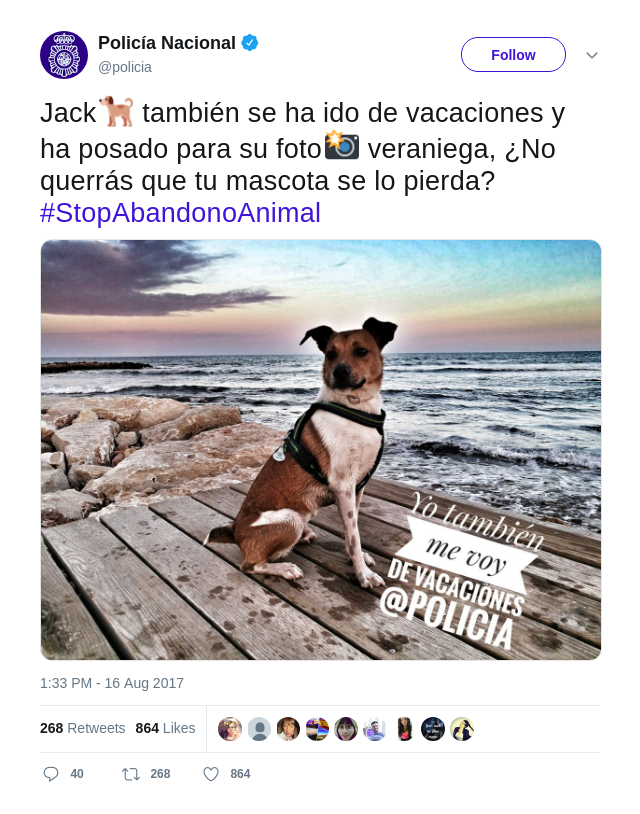 Policía Nacional
@policia
Follow
Jack también se ha ido de vacaciones y
ha posado para su foto veraniega, ¿No
querrás que tu mascota se lo pierda?
#StopAbandonoAnimal
Yo también
me voy
DE VACACIONES
@POLICIA
1:33 PM - 16 Aug 2017
268 Retweets 864 Likes
40 268 864